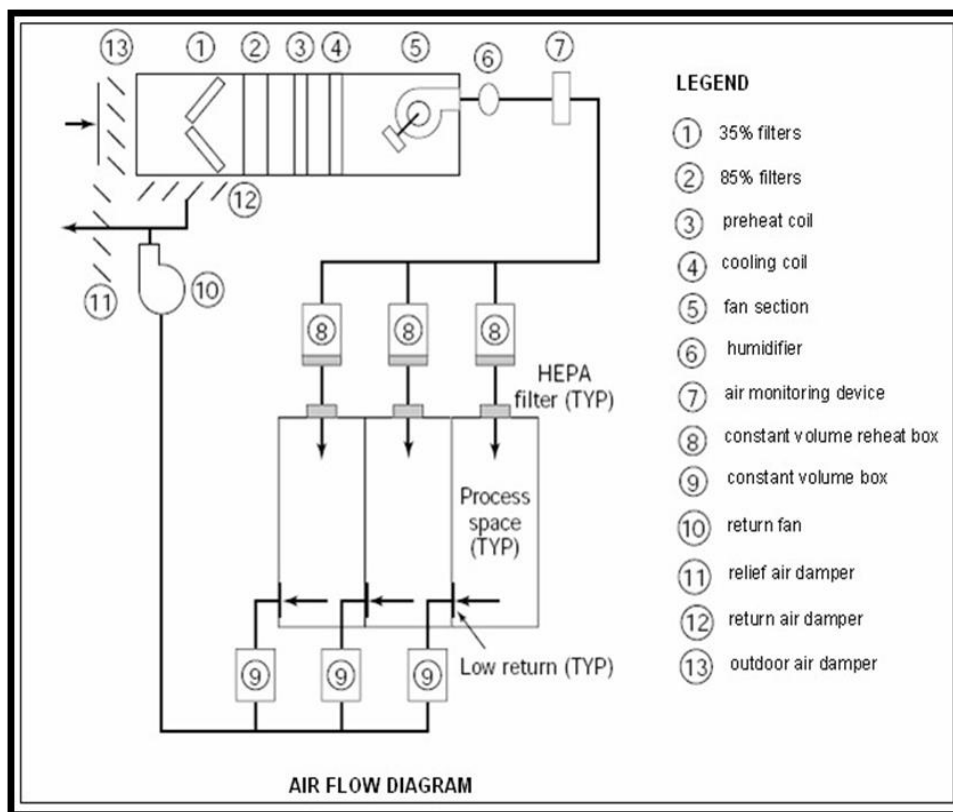 13 1 2 3 4 5 6 7
LEGEND
1 35% filters
2 85% filters
3 preheat coil
4 cooling coil
5 fan section
6 humidifier
7 air monitoring device
8 constant volume reheat box
9 constant volume box
10 return fan
11 relief air damper
12 return air damper
13 outdoor air damper
12
11
10
8 8 8
HEPA
filter (TYP)
Process
space
(TYP)
9 9 9
Low return (TYP)
AIR FLOW DIAGRAM